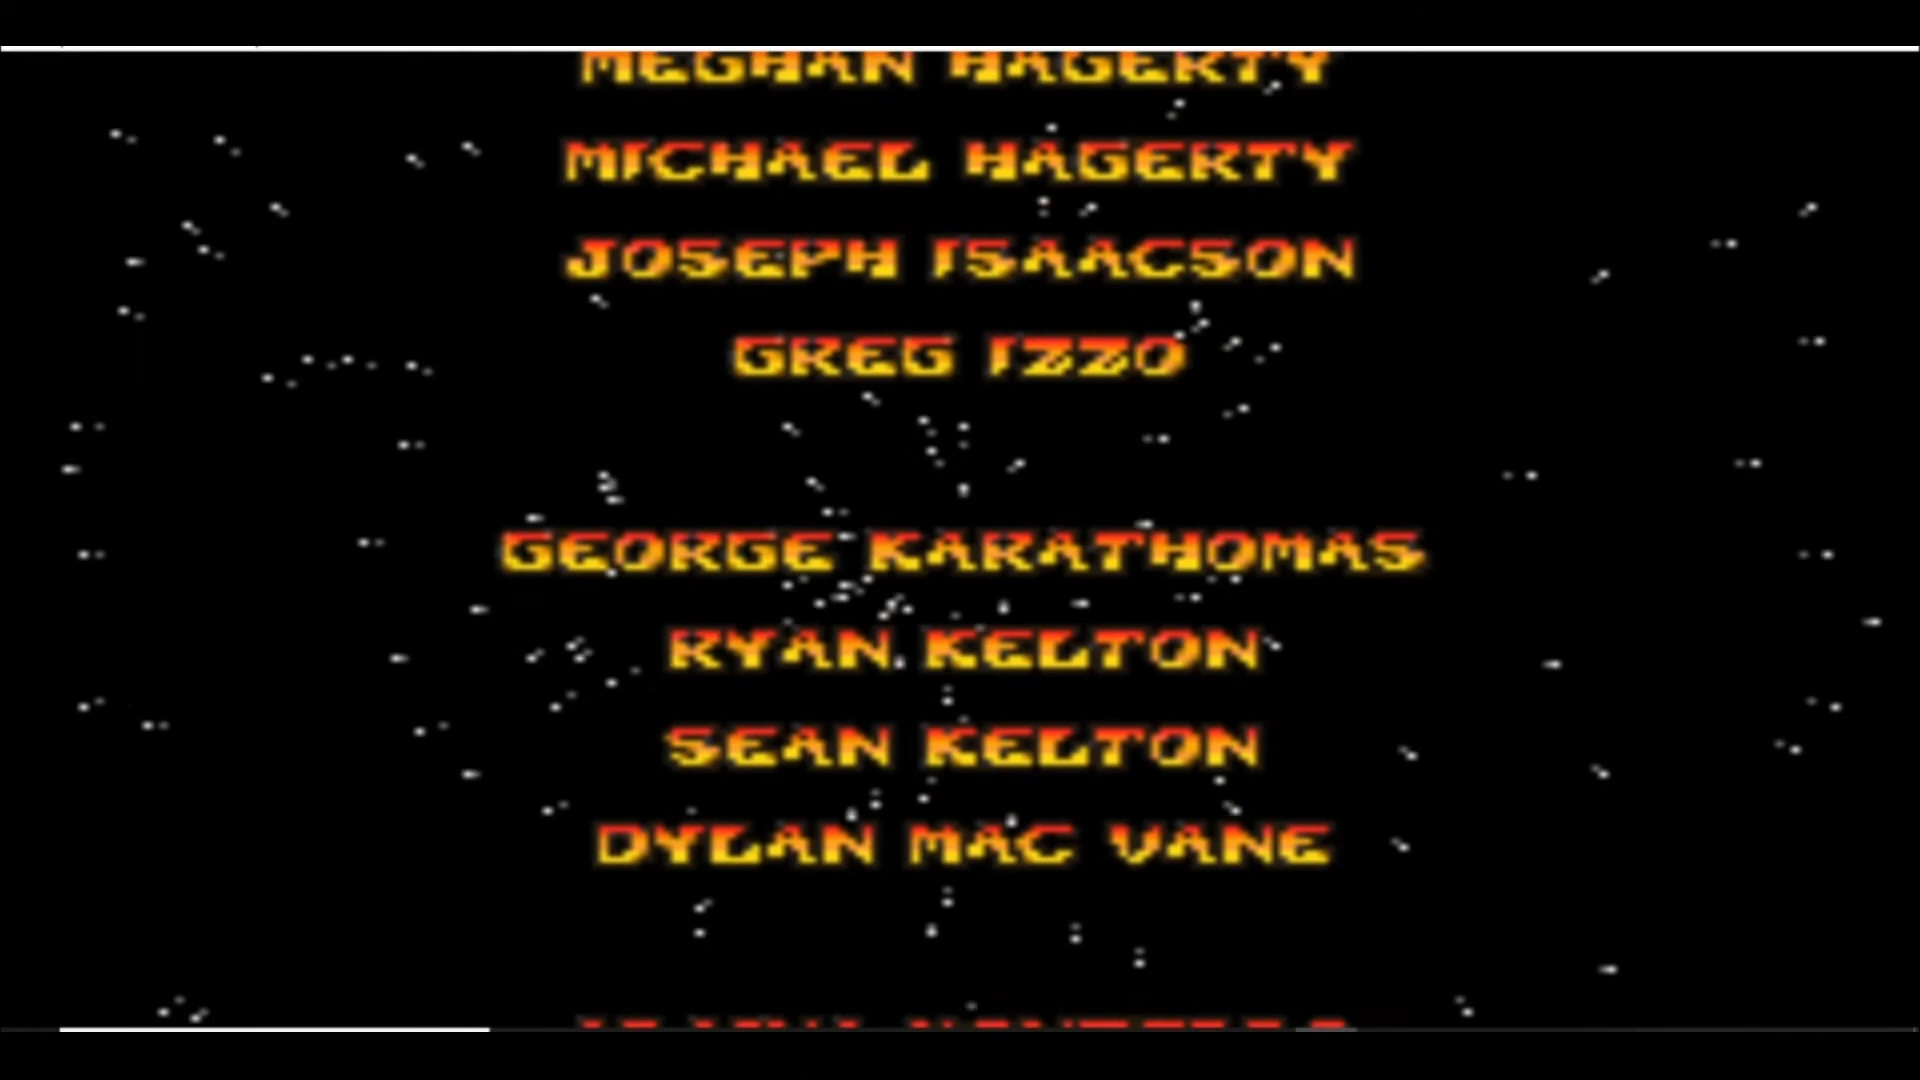 MEGHAN HAGERTY
MICHAEL HAGERTY
JOSEPH ISAACSON
GREG IZZO
GEORGE KARATHOMAS
RYAN KELTON
SEAN KELTON
DYLAN MAC VANE